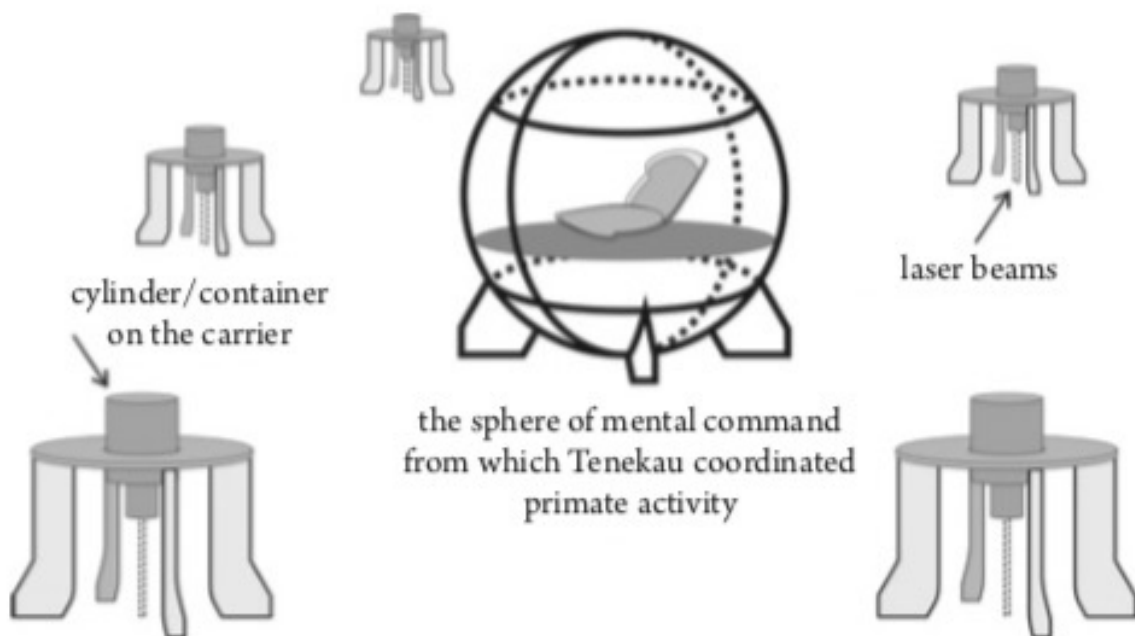 laser beams
cylinder/container
on the carrier
the sphere of mental command
from which Tenekau coordinated
primate activity